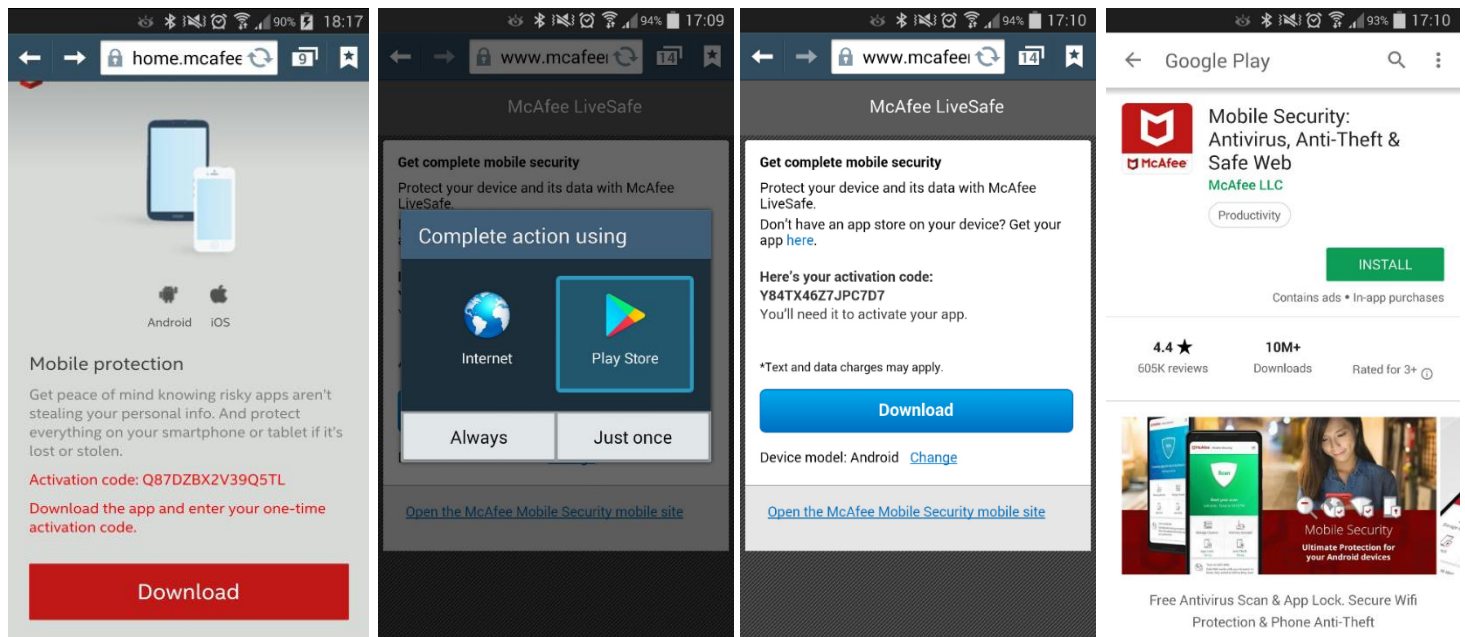 90% 18:17
home.mcafee
9
Android iOS
Mobile protection
Get peace of mind knowing risky apps aren't
stealing your personal info. And protect
everything on your smartphone or tablet if it's
lost or stolen.
Activation code: Q87DZBX2V39Q5TL
Download the app and enter your one-time
activation code.
Download
94% 17:09
www.mcafee
14
McAfee LiveSafe
Get complete mobile security
Protect your device and its data with McAfee
LiveSafe.
Complete action using
Internet Play Store
Always Just once
Open the McAfee Mobile Security mobile site
94% 17:10
www.mcafee
14
McAfee LiveSafe
Get complete mobile security
Protect your device and its data with McAfee
LiveSafe.
Don't have an app store on your device? Get your
app here.
Here's your activation code:
Y84TX46Z7JPC7D7
You'll need it to activate your app.
*Text and data charges may apply.
Download
Device model: Android Change
Open the McAfee Mobile Security mobile site
93% 17:10
Google Play
McAfee
Mobile Security:
Antivirus, Anti-Theft &
Safe Web
McAfee LLC
Productivity
INSTALL
Contains ads • In-app purchases
4.4 ★ 10M+
605K reviews Downloads Rated for 3+
Scan
Mobile Security
Ultimate Protection for
your Android devices
Free Antivirus Scan & App Lock. Secure Wifi
Protection & Phone Anti-Theft